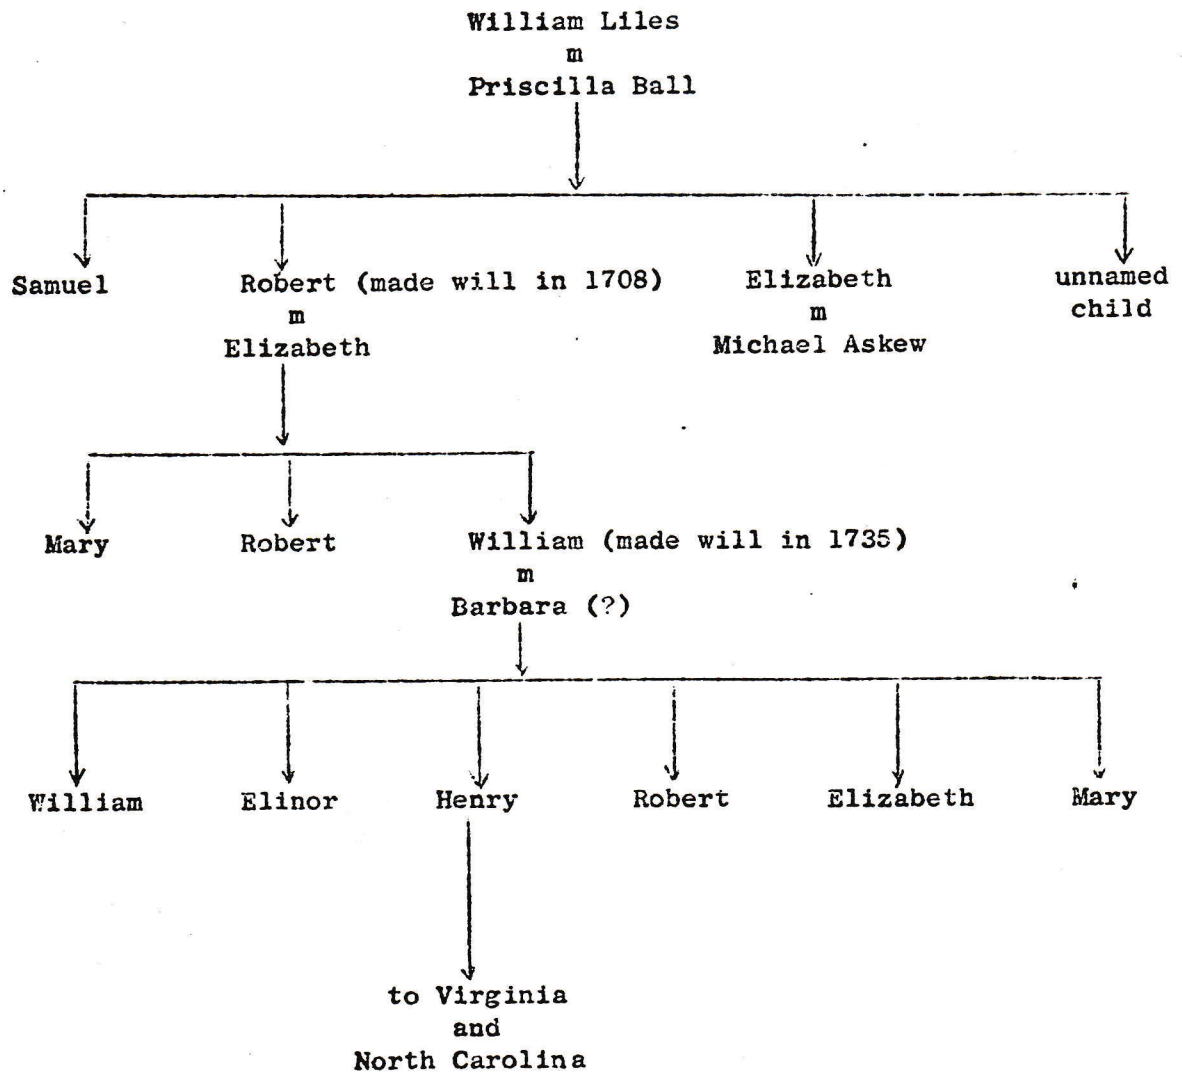 William Liles
m
Priscilla Ball
Samuel
Robert (made will in 1708)
m
Elizabeth
Elizabeth
m
Michael Askew
unnamed
child
Mary
Robert
William (made will in 1735)
m
Barbara (?)
William
Elinor
Henry
Robert
Elizabeth
Mary
to Virginia
and
North Carolina